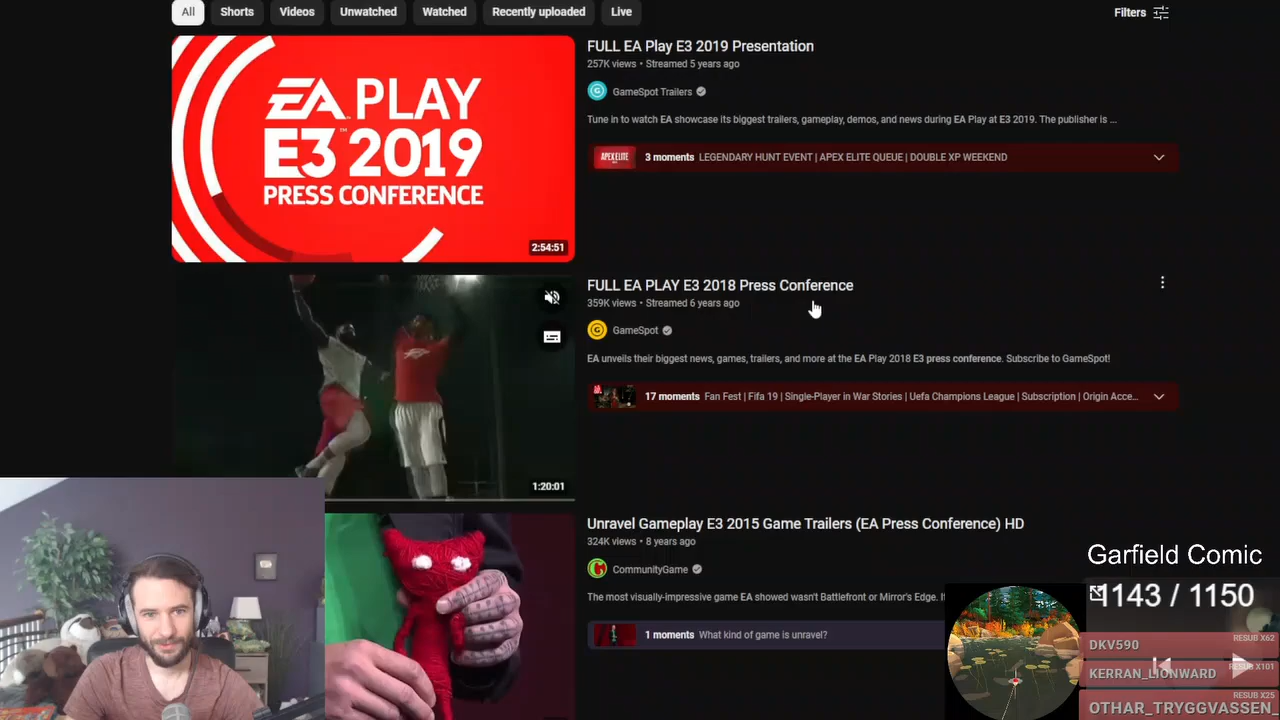 All
Shorts
Videos
Unwatched
Watched
Recently uploaded
Live
Filters
EA PLAY
E3™ 2019
PRESS CONFERENCE
2:54:51
FULL EA Play E3 2019 Presentation
257K views • Streamed 5 years ago
GameSpot Trailers
Tune in to watch EA showcase its biggest trailers, gameplay, demos, and news during EA Play at E3 2019. The publisher is ...
APEX ELITE
3 moments LEGENDARY HUNT EVENT | APEX ELITE QUEUE | DOUBLE XP WEEKEND
1:20:01
FULL EA PLAY E3 2018 Press Conference
359K views • Streamed 6 years ago
GameSpot
EA unveils their biggest news, games, trailers, and more at the EA Play 2018 E3 press conference. Subscribe to GameSpot!
17 moments Fan Fest | Fifa 19 | Single-Player in War Stories | Uefa Champions League | Subscription | Origin Acce...
Unravel Gameplay E3 2015 Game Trailers (EA Press Conference) HD
324K views • 8 years ago
CommunityGame
The most visually-impressive game EA showed wasn't Battlefront or Mirror's Edge.
1 moments What kind of game is unravel?
Garfield Comic
1143 / 1150
DKV590
RESUB X62
KERRAN_LIONWARD
RESUB X101
OTHAR_TRYGGVASSEN_
RESUB X25